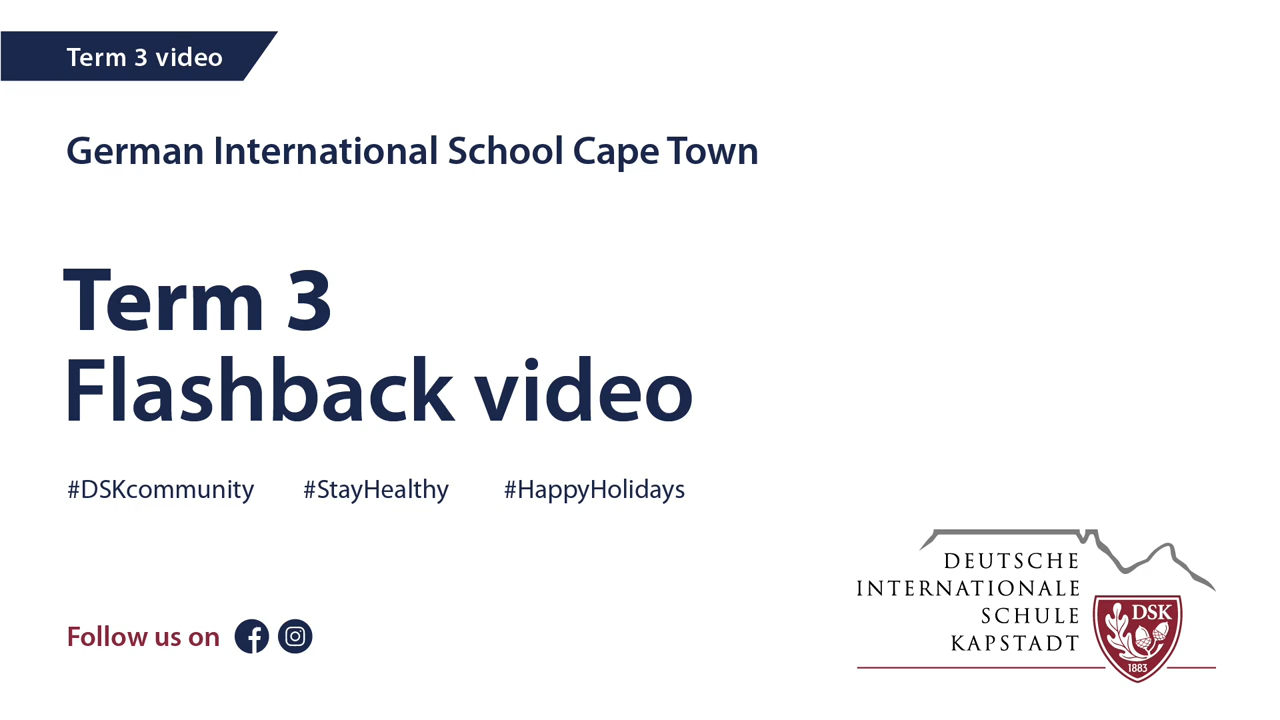 Term 3 video
German International School Cape Town
Term 3
Flashback video
#DSKcommunity #StayHealthy #HappyHolidays
Follow us on
DEUTSCHE
INTERNATIONALE
SCHULE
KAPSTADT
DSK
1883